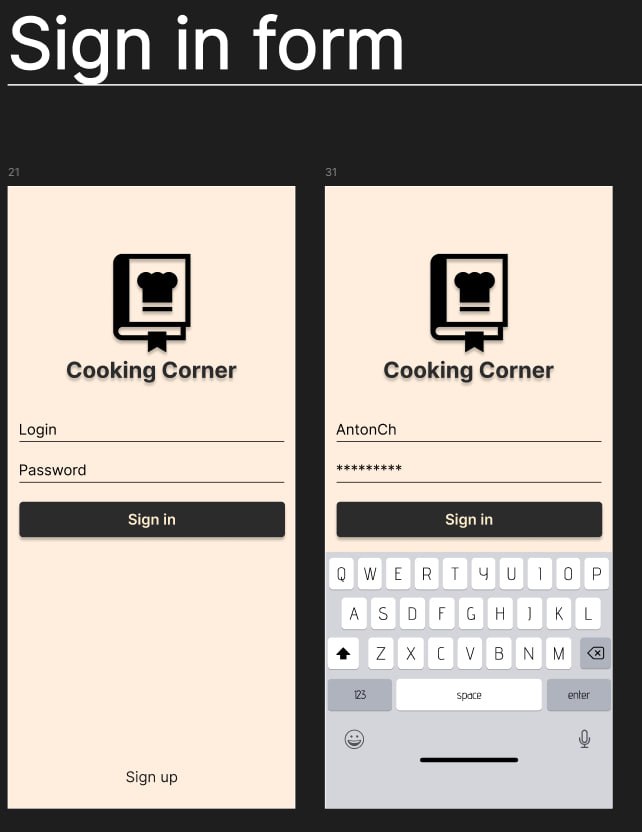 Sign in form
21
Cooking Corner
Login
Password
Sign in
Sign up
31
Cooking Corner
AntonCh
*********
Sign in
Q W E R T Y U I O P
A S D F G H J K L
Z X C V B N M
123 space enter